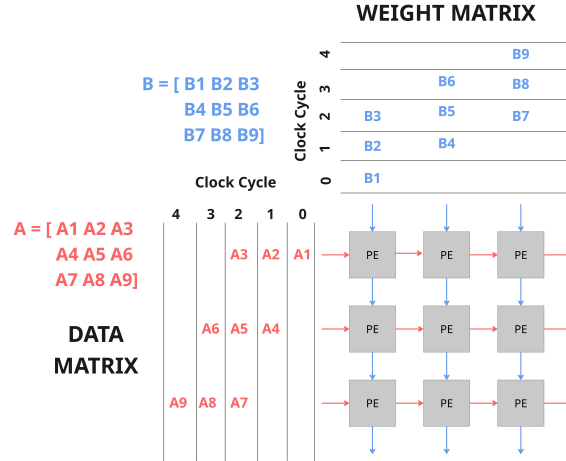 WEIGHT MATRIX
4
B9
B = [ B1 B2 B3
B4 B5 B6
B7 B8 B9]
Clock Cycle
3
B6
B8
2
B3
B5
B7
1
B2
B4
0
B1
Clock Cycle
4 3 2 1 0
A = [ A1 A2 A3
A4 A5 A6
A7 A8 A9]
A3 A2 A1
PE PE PE
DATA
MATRIX
A6 A5 A4
PE PE PE
A9 A8 A7
PE PE PE